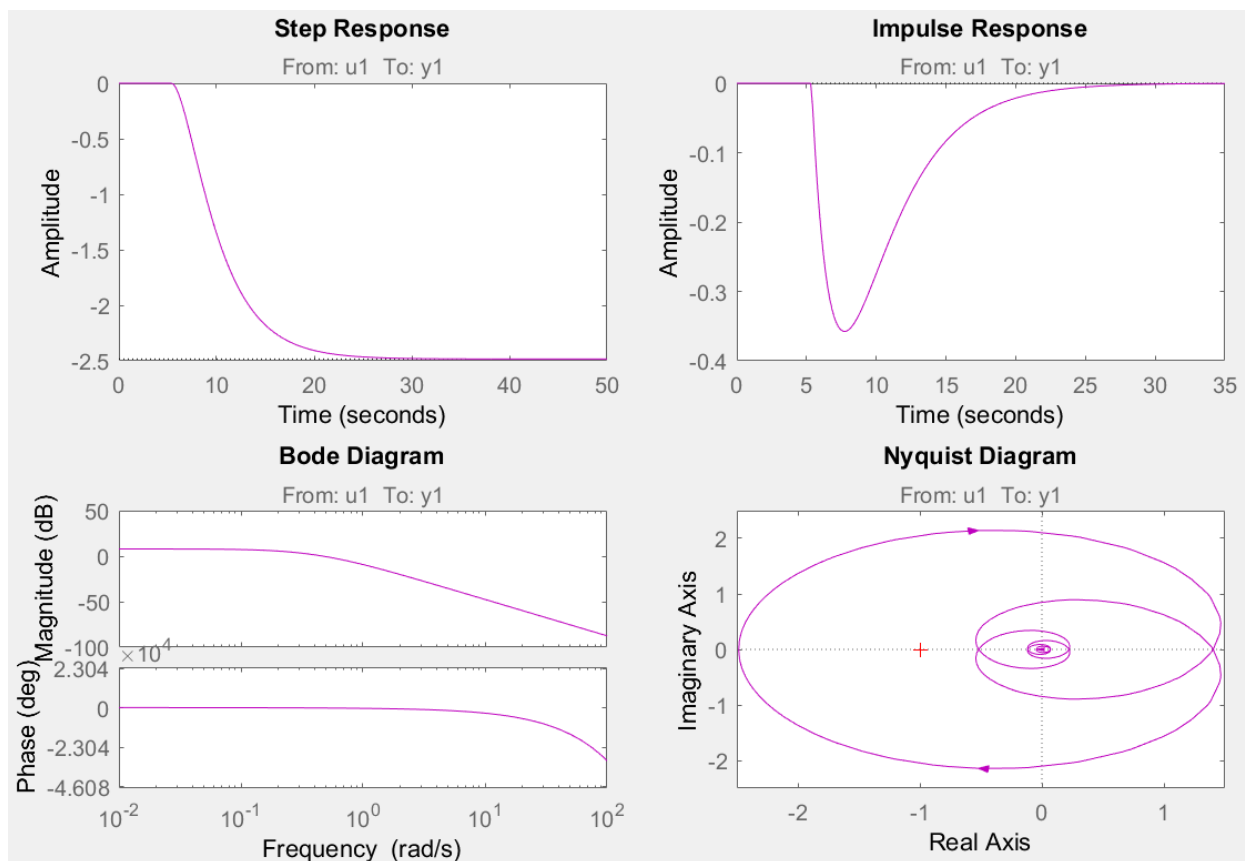 Step Response
From: u1 To: y1
Amplitude
0
-0.5
-1
-1.5
-2
-2.5
0 10 20 30 40 50
Time (seconds)
Impulse Response
From: u1 To: y1
Amplitude
0
-0.1
-0.2
-0.3
-0.4
0 5 10 15 20 25 30 35
Time (seconds)
Bode Diagram
From: u1 To: y1
Magnitude (dB)
50
0
-50
-100
×10⁴
Phase (deg)
2.304
0
-2.304
-4.608
10⁻² 10⁻¹ 10⁰ 10¹ 10²
Frequency (rad/s)
Nyquist Diagram
From: u1 To: y1
Imaginary Axis
2
1
0
-1
-2
-2 -1 0 1
Real Axis